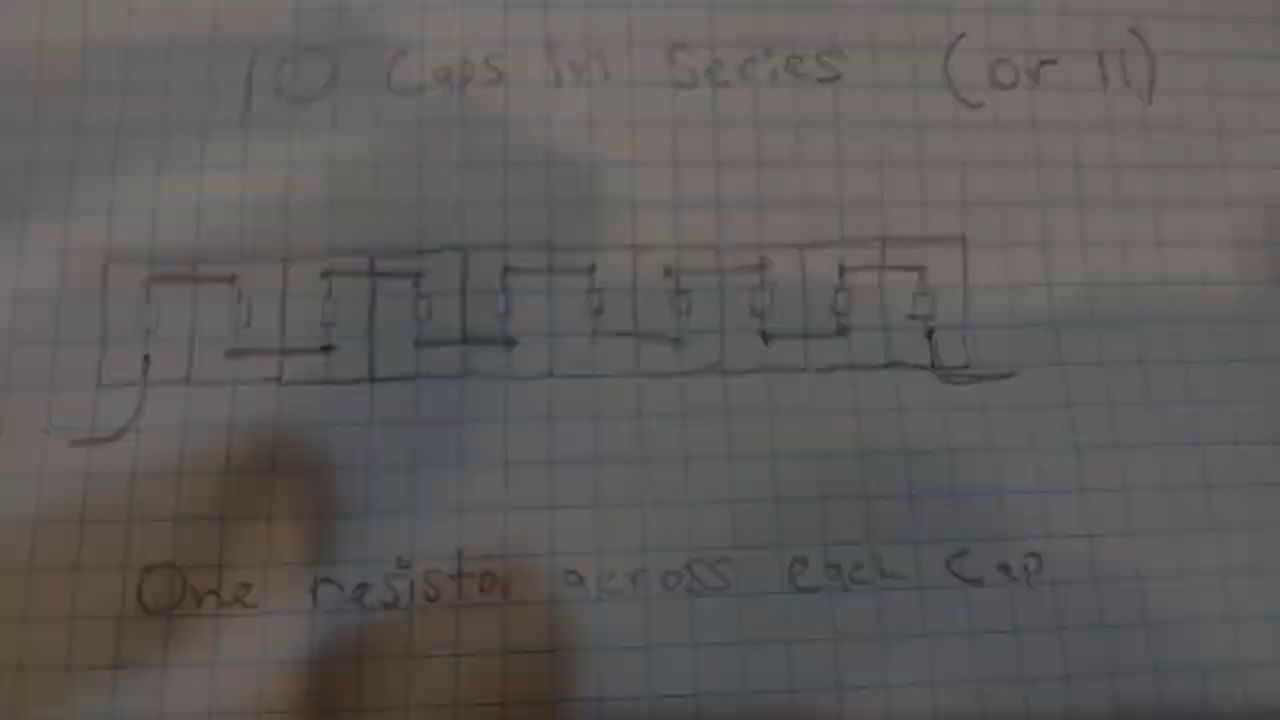 10 Caps in Series (or 11)
One resistor across each Cap